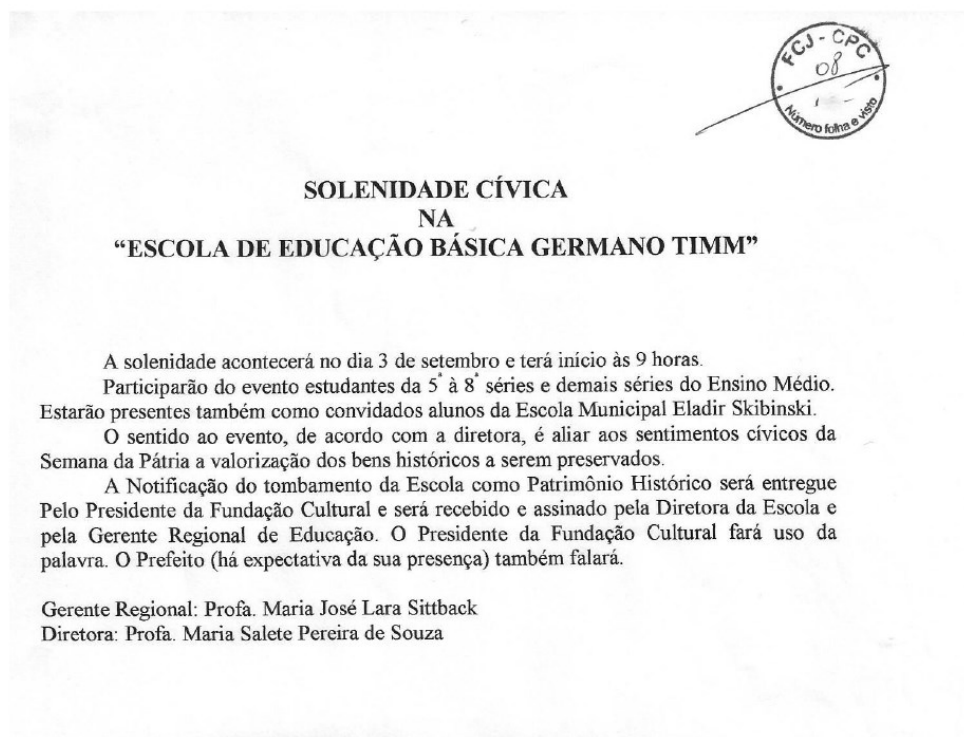 FCJ - CPC
08
Número folha e visto
SOLENIDADE CÍVICA
NA
“ESCOLA DE EDUCAÇÃO BÁSICA GERMANO TIMM”
A solenidade acontecerá no dia 3 de setembro e terá início às 9 horas.
Participarão do evento estudantes da 5ª à 8ª séries e demais séries do Ensino Médio.
Estarão presentes também como convidados alunos da Escola Municipal Eladir Skibinski.
O sentido ao evento, de acordo com a diretora, é aliar aos sentimentos cívicos da
Semana da Pátria a valorização dos bens históricos a serem preservados.
A Notificação do tombamento da Escola como Patrimônio Histórico será entregue
Pelo Presidente da Fundação Cultural e será recebido e assinado pela Diretora da Escola e
pela Gerente Regional de Educação. O Presidente da Fundação Cultural fará uso da
palavra. O Prefeito (há expectativa da sua presença) também falará.
Gerente Regional: Profa. Maria José Lara Sittback
Diretora: Profa. Maria Salete Pereira de Souza